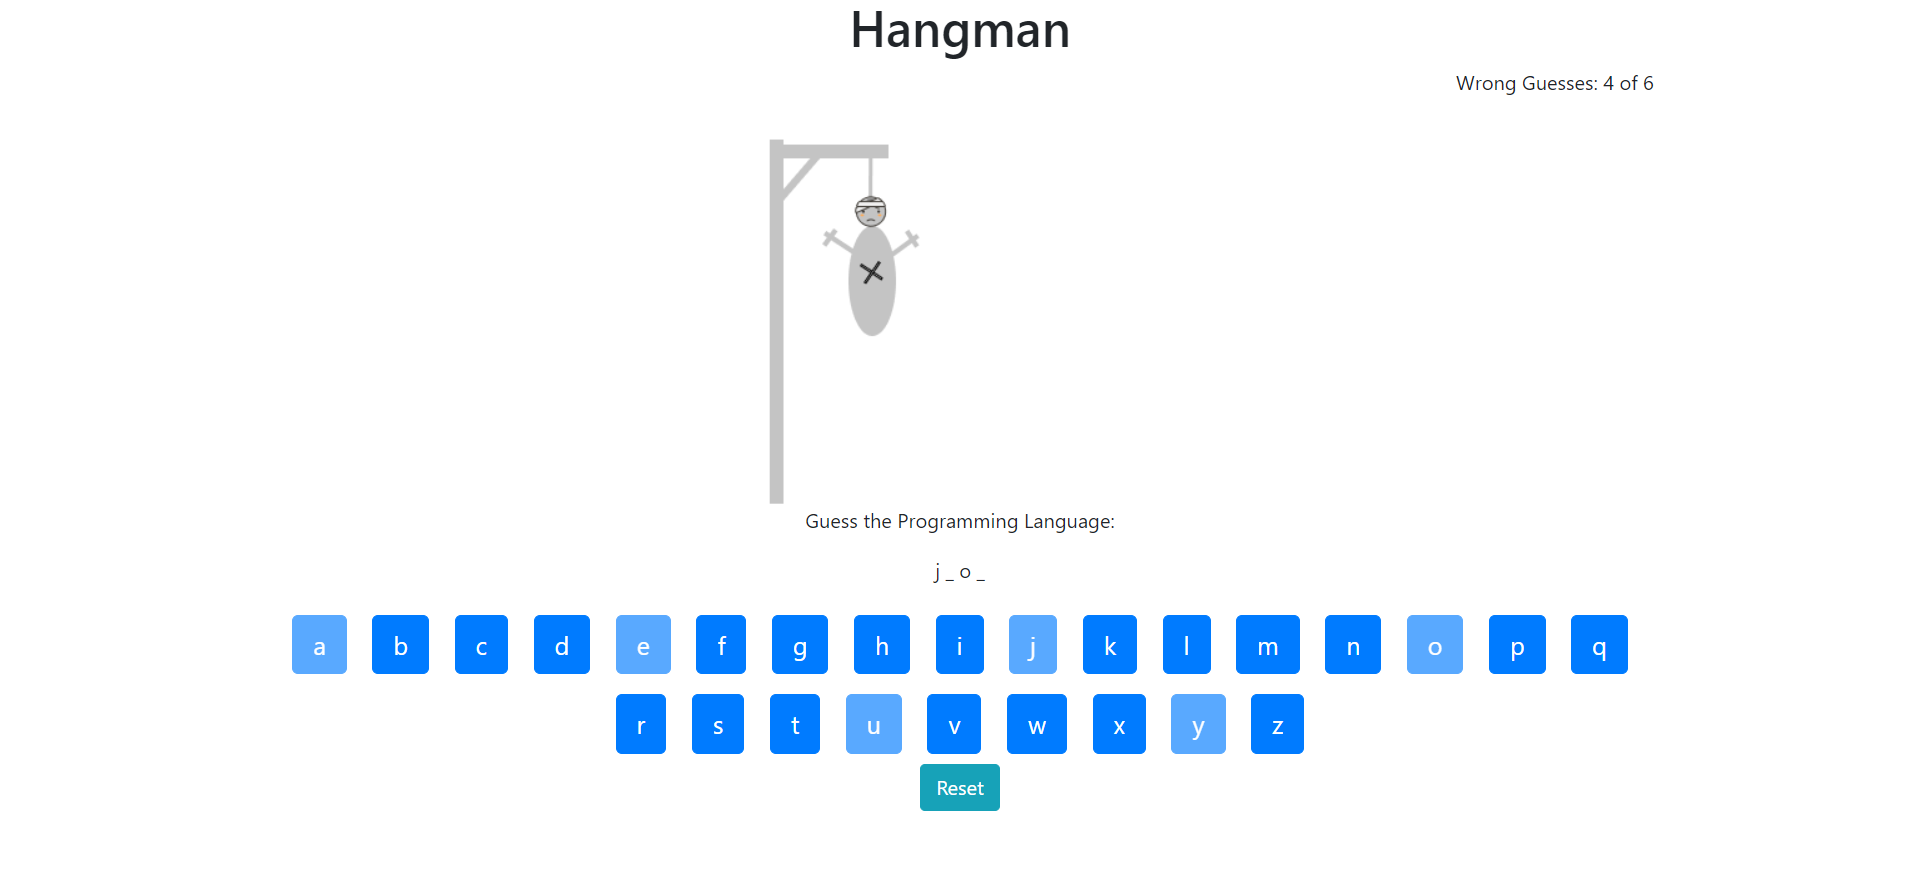 Hangman
Wrong Guesses: 4 of 6
Guess the Programming Language:
j _ o _
a b c d e f g h i j k l m n o p q
r s t u v w x y z
Reset